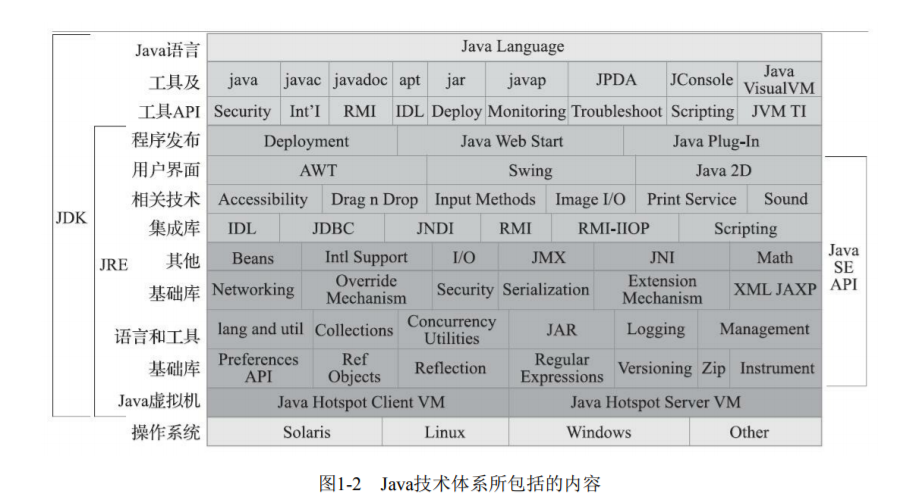 Java语言 Java Language
工具及 java javac javadoc apt jar javap JPDA JConsole Java VisualVM
工具API Security Int'I RMI IDL Deploy Monitoring Troubleshoot Scripting JVM TI
程序发布 Deployment Java Web Start Java Plug-In
用户界面 AWT Swing Java 2D
相关技术 Accessibility Drag n Drop Input Methods Image I/O Print Service Sound
JDK
集成库 IDL JDBC JNDI RMI RMI-IIOP Scripting
JRE
其他 Beans Intl Support I/O JMX JNI Math
Java SE API
基础库 Networking Override Mechanism Security Serialization Extension Mechanism XML JAXP
语言和工具 lang and util Collections Concurrency Utilities JAR Logging Management
基础库 Preferences API Ref Objects Reflection Regular Expressions Versioning Zip Instrument
Java虚拟机 Java Hotspot Client VM Java Hotspot Server VM
操作系统 Solaris Linux Windows Other
图1-2 Java技术体系所包括的内容